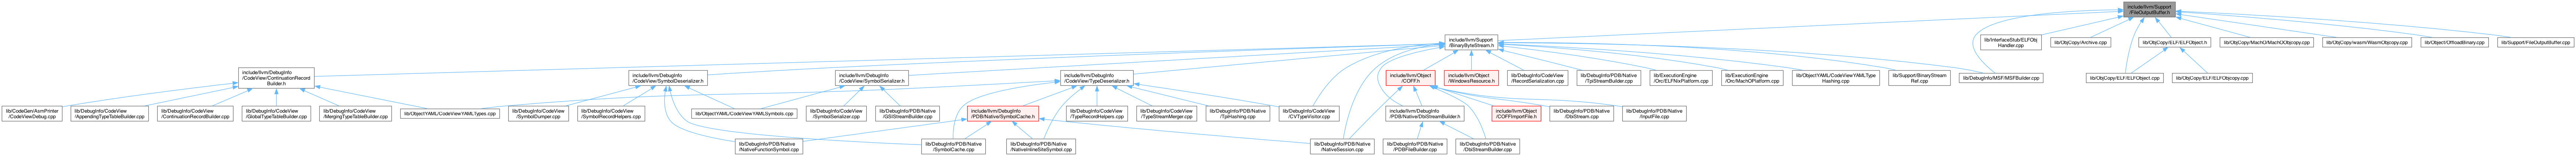 include/llvm/Support
/FileOutputBuffer.h
include/llvm/Support
/BinaryByteStream.h
lib/InterfaceStub/ELFObj
Handler.cpp
lib/ObjCopy/Archive.cpp
lib/ObjCopy/ELF/ELFObject.h
lib/ObjCopy/MachO/MachOObjcopy.cpp
lib/ObjCopy/wasm/WasmObjcopy.cpp
lib/Object/OffloadBinary.cpp
lib/Support/FileOutputBuffer.cpp
include/llvm/DebugInfo
/CodeView/ContinuationRecord
Builder.h
include/llvm/DebugInfo
/CodeView/SymbolDeserializer.h
include/llvm/DebugInfo
/CodeView/SymbolSerializer.h
include/llvm/DebugInfo
/CodeView/TypeDeserializer.h
include/llvm/Object
/COFF.h
include/llvm/Object
/WindowsResource.h
lib/DebugInfo/CodeView
/RecordSerialization.cpp
lib/DebugInfo/PDB/Native
/TpiStreamBuilder.cpp
lib/ExecutionEngine
/Orc/ELFNixPlatform.cpp
lib/ExecutionEngine
/Orc/MachOPlatform.cpp
lib/ObjectYAML/CodeViewYAMLType
Hashing.cpp
lib/Support/BinaryStream
Ref.cpp
lib/DebugInfo/MSF/MSFBuilder.cpp
lib/ObjCopy/ELF/ELFObject.cpp
lib/ObjCopy/ELF/ELFObjcopy.cpp
lib/CodeGen/AsmPrinter
/CodeViewDebug.cpp
lib/DebugInfo/CodeView
/AppendingTypeTableBuilder.cpp
lib/DebugInfo/CodeView
/ContinuationRecordBuilder.cpp
lib/DebugInfo/CodeView
/GlobalTypeTableBuilder.cpp
lib/DebugInfo/CodeView
/MergingTypeTableBuilder.cpp
lib/ObjectYAML/CodeViewYAMLTypes.cpp
lib/DebugInfo/CodeView
/SymbolDumper.cpp
lib/DebugInfo/CodeView
/SymbolRecordHelpers.cpp
lib/ObjectYAML/CodeViewYAMLSymbols.cpp
lib/DebugInfo/CodeView
/SymbolSerializer.cpp
lib/DebugInfo/PDB/Native
/GSIStreamBuilder.cpp
include/llvm/DebugInfo
/PDB/Native/SymbolCache.h
lib/DebugInfo/CodeView
/TypeRecordHelpers.cpp
lib/DebugInfo/CodeView
/TypeStreamMerger.cpp
lib/DebugInfo/PDB/Native
/TpiHashing.cpp
lib/DebugInfo/CodeView
/CVTypeVisitor.cpp
include/llvm/DebugInfo
/PDB/Native/DbiStreamBuilder.h
include/llvm/Object
/COFFImportFile.h
lib/DebugInfo/PDB/Native
/DbiStream.cpp
lib/DebugInfo/PDB/Native
/InputFile.cpp
lib/DebugInfo/PDB/Native
/NativeFunctionSymbol.cpp
lib/DebugInfo/PDB/Native
/SymbolCache.cpp
lib/DebugInfo/PDB/Native
/NativeInlineSiteSymbol.cpp
lib/DebugInfo/PDB/Native
/NativeSession.cpp
lib/DebugInfo/PDB/Native
/PDBFileBuilder.cpp
lib/DebugInfo/PDB/Native
/DbiStreamBuilder.cpp